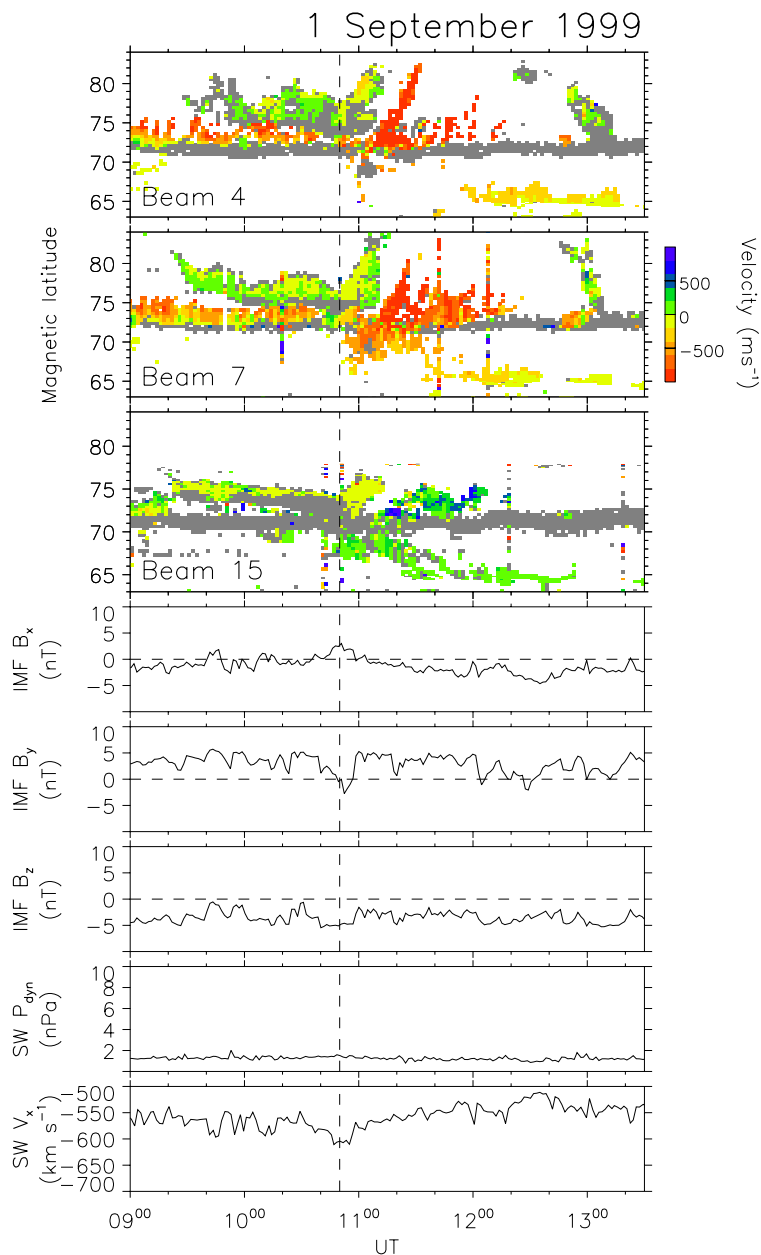 1 September 1999
80
75
70
65
Beam 4
80
75
70
65
Beam 7
Magnetic latitude
500
0
−500
Velocity (ms⁻¹)
80
75
70
65
Beam 15
10
5
0
−5
IMF Bₓ
(nT)
10
5
0
−5
IMF Bᵧ
(nT)
10
5
0
−5
IMF B_z
(nT)
10
8
6
4
2
SW P_dyn
(nPa)
−500
−550
−600
−650
−700
SW Vₓ
(km s⁻¹)
09⁰⁰ 10⁰⁰ 11⁰⁰ 12⁰⁰ 13⁰⁰
UT